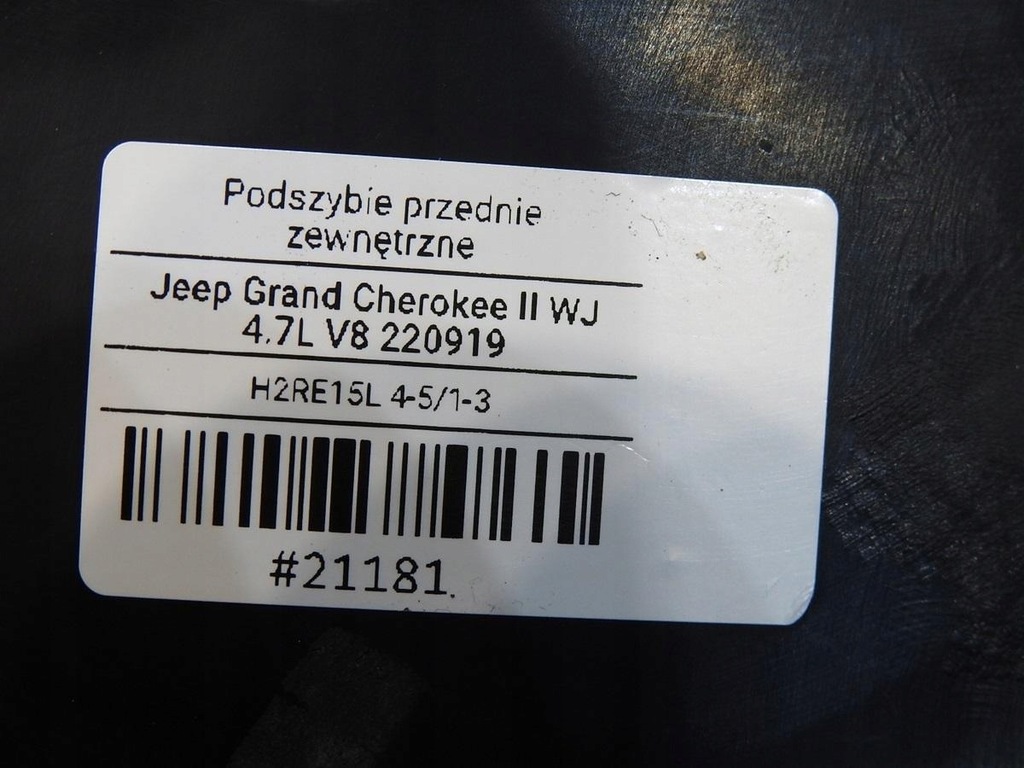 Podszybie przednie
zewnętrzne
Jeep Grand Cherokee II WJ
4.7L V8 220919
H2RE15L 4-5/1-3
#21181